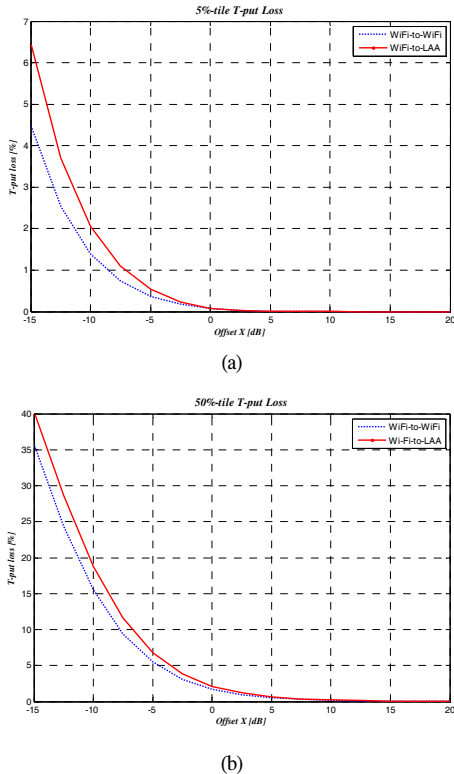 5%-tile T-put Loss
7
6
5
4
3
2
1
0
T-put loss [%]
WiFi-to-WiFi
WiFi-to-LAA
-15 -10 -5 0 5 10 15 20
Offset X [dB]
(a)
50%-tile T-put Loss
40
35
30
25
20
15
10
5
0
T-put loss [%]
WiFi-to-WiFi
Wi-Fi-to-LAA
-15 -10 -5 0 5 10 15 20
Offset X [dB]
(b)